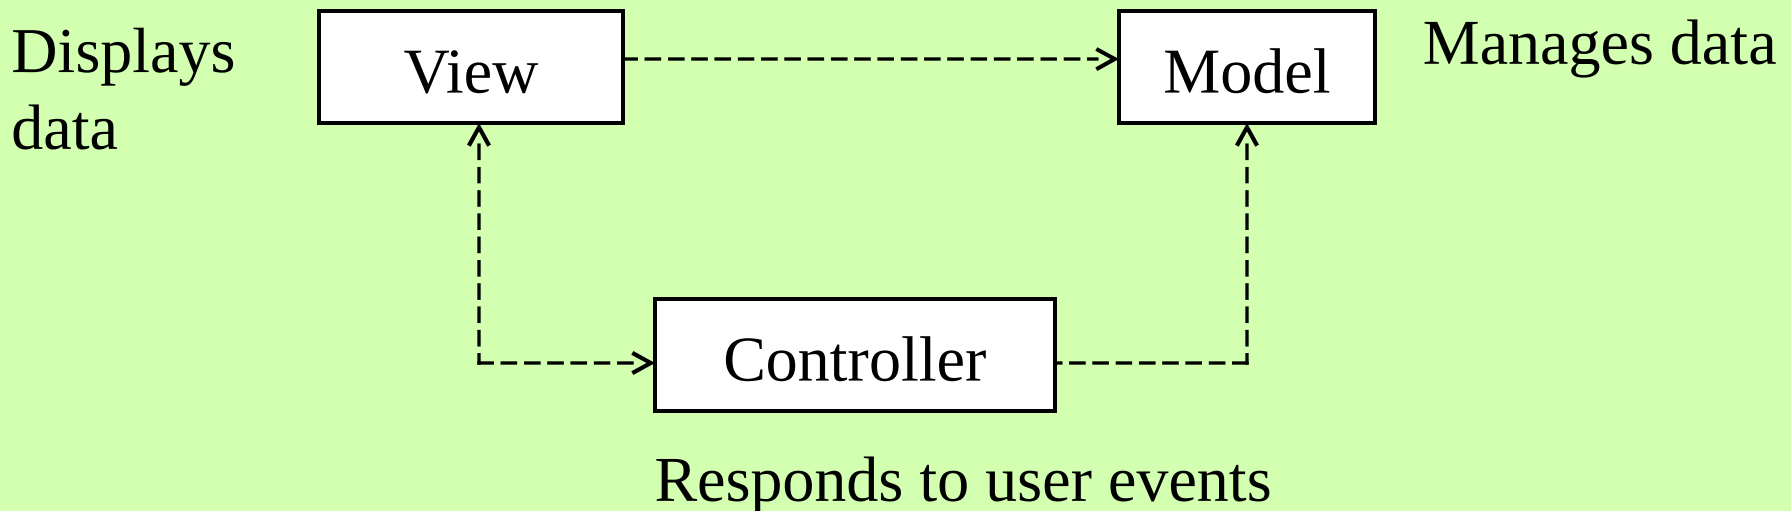 Displays
data
View
Model
Manages data
Controller
Responds to user events